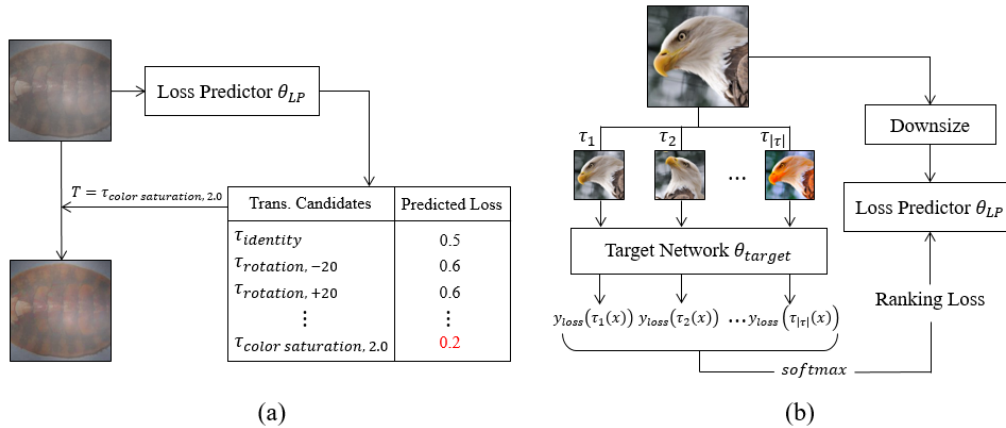 Loss Predictor θ_LP
T = τ_color saturation, 2.0
Trans. Candidates Predicted Loss
τ_identity 0.5
τ_rotation, −20 0.6
τ_rotation, +20 0.6
⋮ ⋮
τ_color saturation, 2.0 0.2
(a)
τ_1 τ_2 τ_|τ|
...
Target Network θ_target
y_loss(τ_1(x)) y_loss(τ_2(x)) ... y_loss(τ_|τ|(x))
softmax
Downsize
Loss Predictor θ_LP
Ranking Loss
(b)